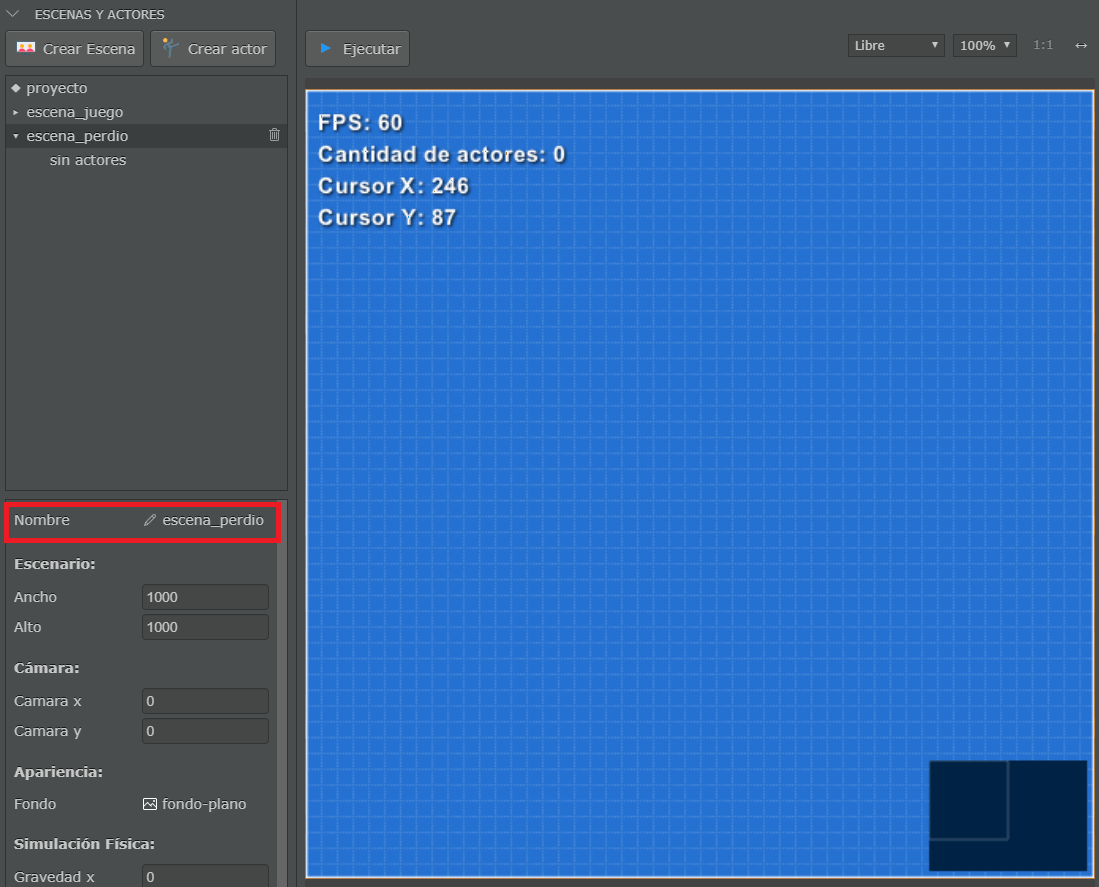 ESCENAS Y ACTORES
Crear Escena
Crear actor
Ejecutar
Libre
100%
1:1
proyecto
escena_juego
escena_perdio
sin actores
FPS: 60
Cantidad de actores: 0
Cursor X: 246
Cursor Y: 87
Nombre escena_perdio
Escenario:
Ancho 1000
Alto 1000
Cámara:
Camara x 0
Camara y 0
Apariencia:
Fondo fondo-plano
Simulación Física:
Gravedad x 0